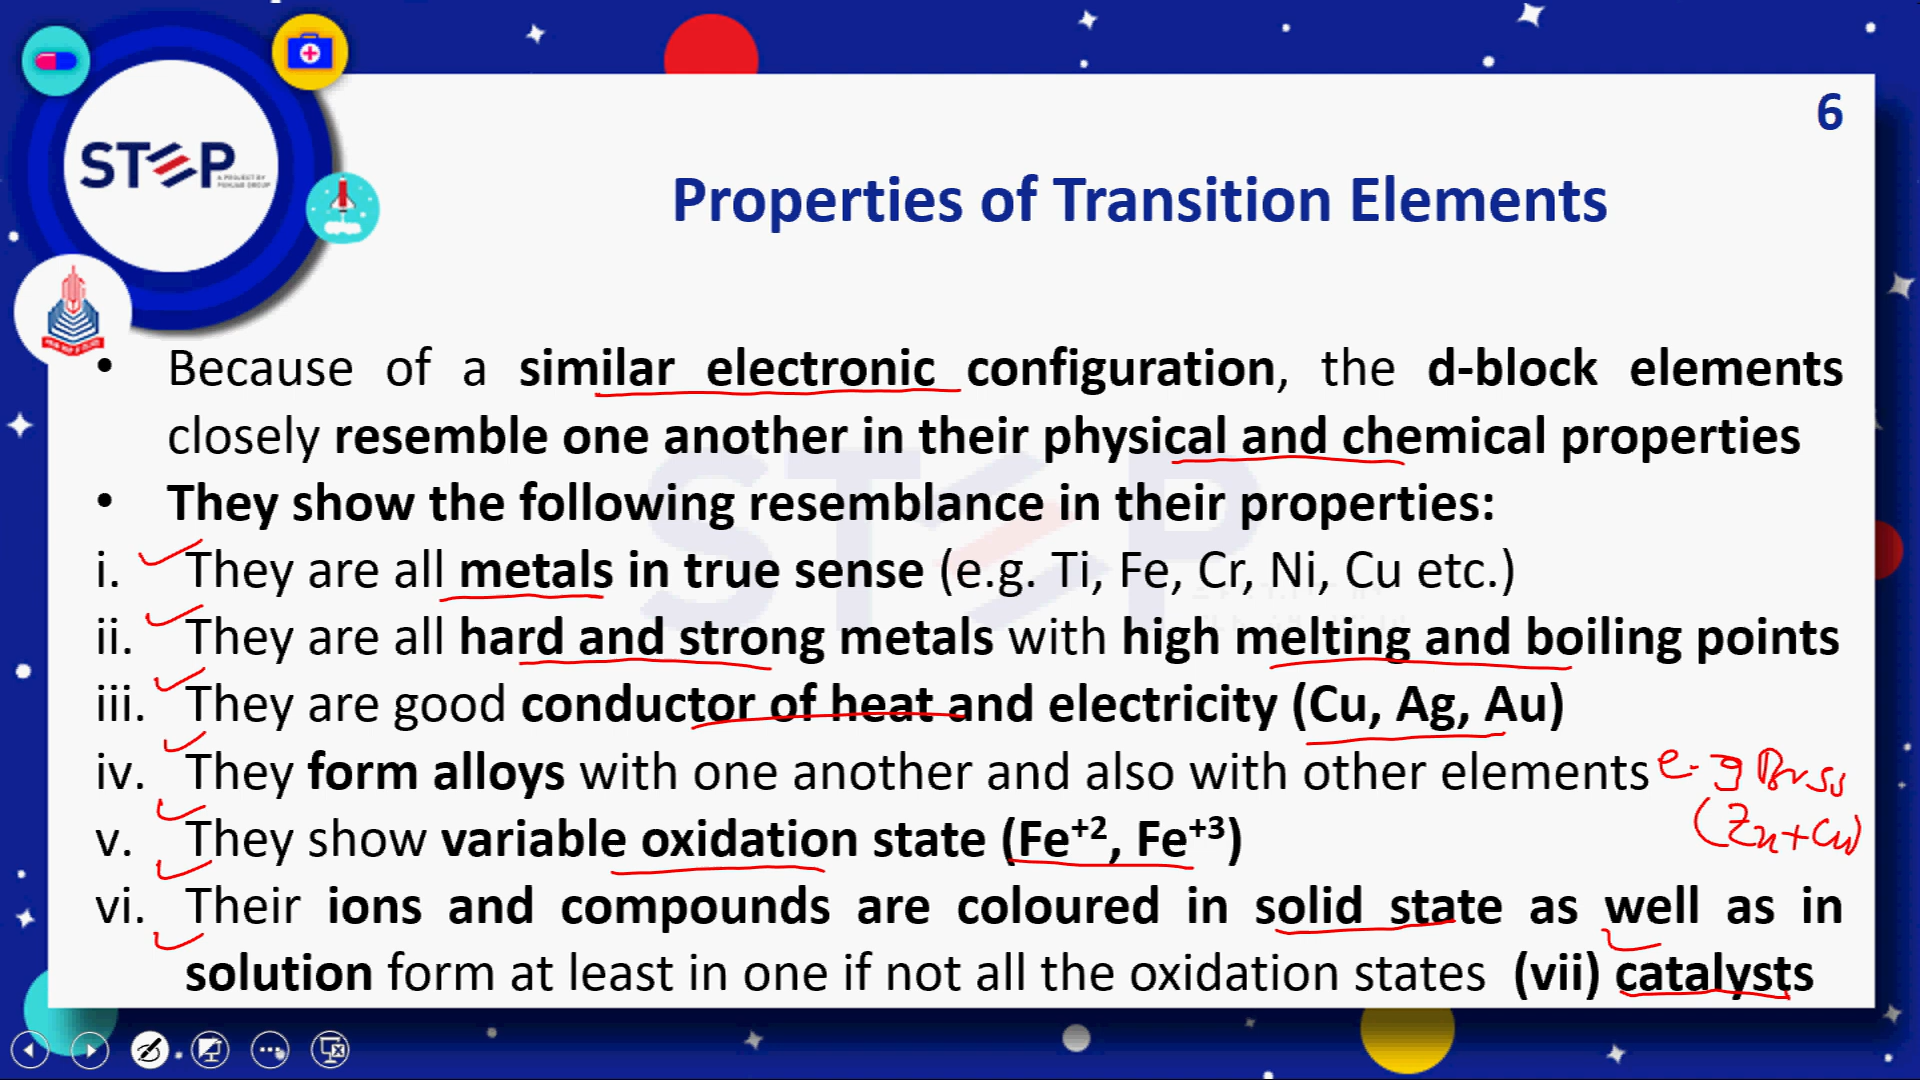 STEP
A PROJECT BY
PUNJAB GROUP
6
Properties of Transition Elements
• Because of a similar electronic configuration, the d-block elements
closely resemble one another in their physical and chemical properties
• They show the following resemblance in their properties:
i. They are all metals in true sense (e.g. Ti, Fe, Cr, Ni, Cu etc.)
ii. They are all hard and strong metals with high melting and boiling points
iii. They are good conductor of heat and electricity (Cu, Ag, Au)
iv. They form alloys with one another and also with other elements e.g Brss
(Zn+Cu)
v. They show variable oxidation state (Fe⁺², Fe⁺³)
vi. Their ions and compounds are coloured in solid state as well as in
solution form at least in one if not all the oxidation states (vii) catalysts